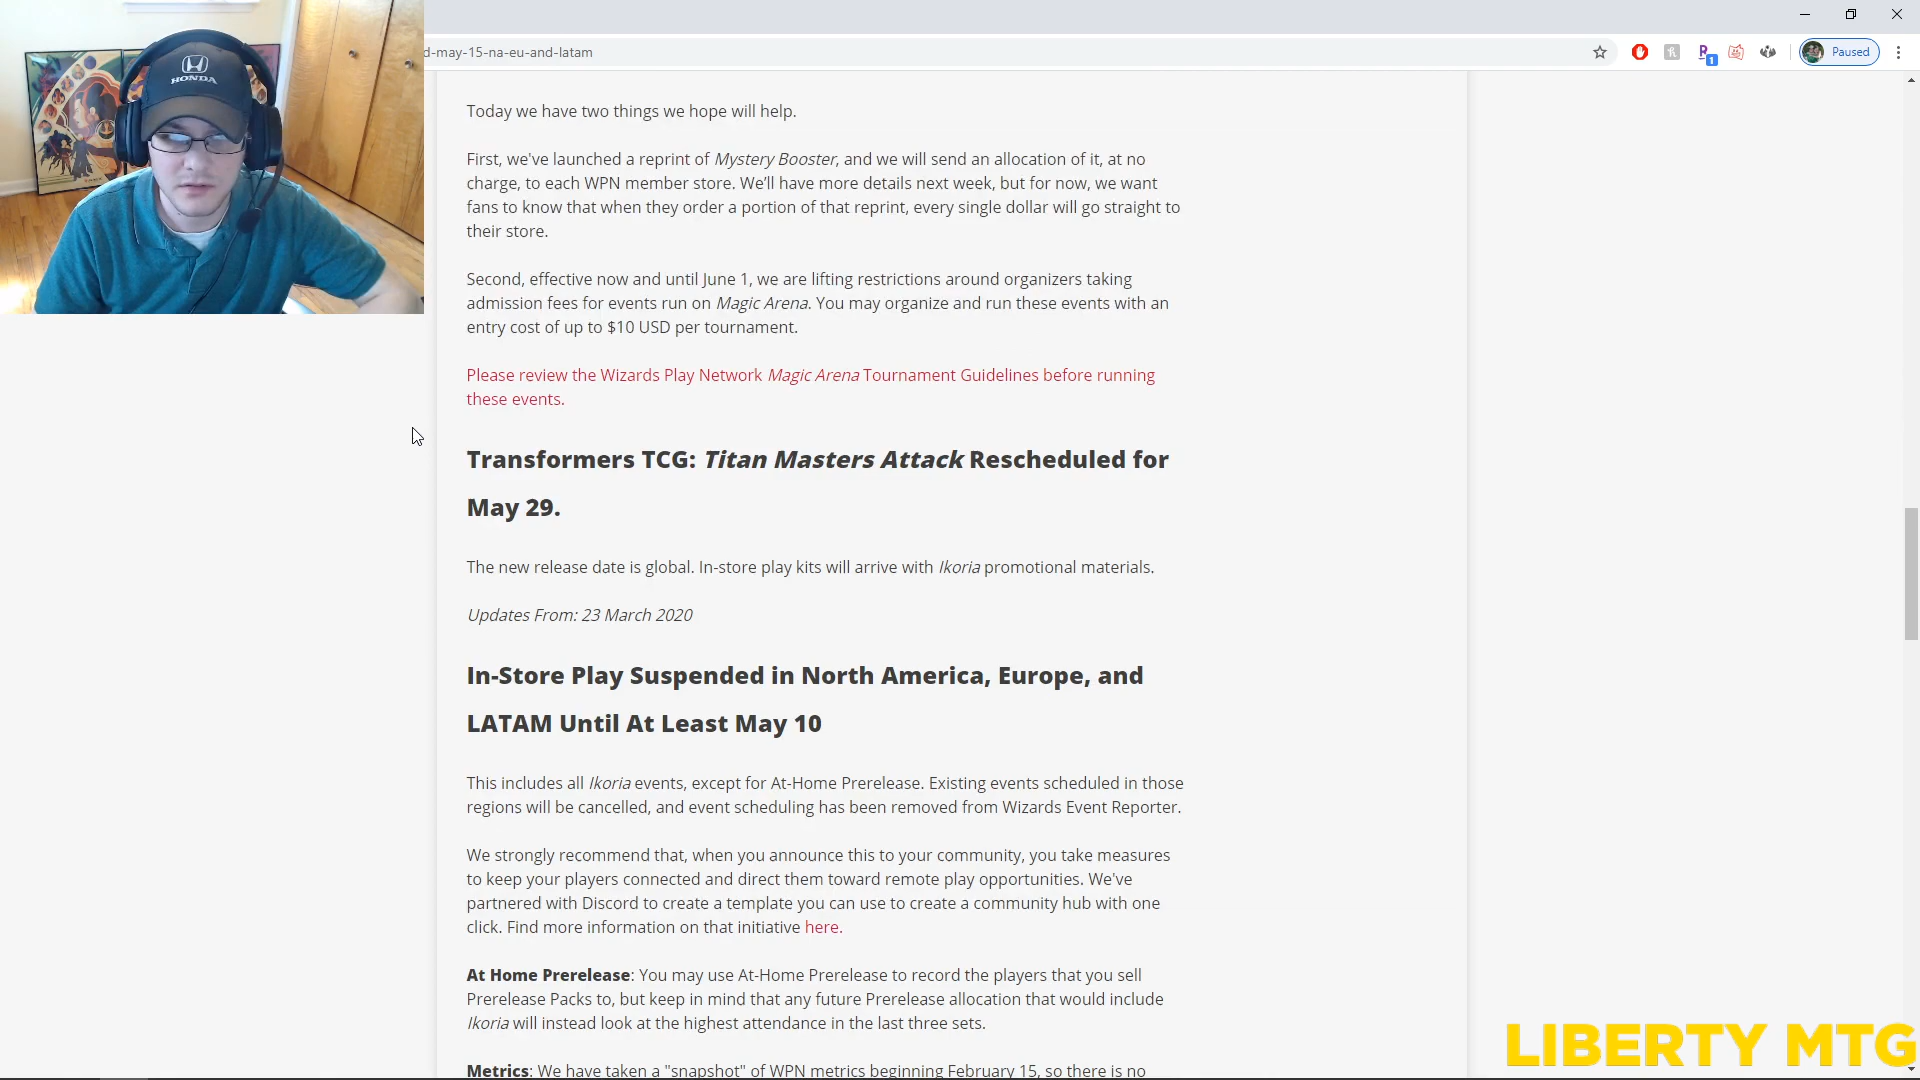 HONDA
d-may-15-na-eu-and-latam
1
Paused
Today we have two things we hope will help.
First, we've launched a reprint of Mystery Booster, and we will send an allocation of it, at no
charge, to each WPN member store. We'll have more details next week, but for now, we want
fans to know that when they order a portion of that reprint, every single dollar will go straight to
their store.
Second, effective now and until June 1, we are lifting restrictions around organizers taking
admission fees for events run on Magic Arena. You may organize and run these events with an
entry cost of up to $10 USD per tournament.
Please review the Wizards Play Network Magic Arena Tournament Guidelines before running
these events.
Transformers TCG: Titan Masters Attack Rescheduled for
May 29.
The new release date is global. In-store play kits will arrive with Ikoria promotional materials.
Updates From: 23 March 2020
In-Store Play Suspended in North America, Europe, and
LATAM Until At Least May 10
This includes all Ikoria events, except for At-Home Prerelease. Existing events scheduled in those
regions will be cancelled, and event scheduling has been removed from Wizards Event Reporter.
We strongly recommend that, when you announce this to your community, you take measures
to keep your players connected and direct them toward remote play opportunities. We've
partnered with Discord to create a template you can use to create a community hub with one
click. Find more information on that initiative here.
At Home Prerelease: You may use At-Home Prerelease to record the players that you sell
Prerelease Packs to, but keep in mind that any future Prerelease allocation that would include
Ikoria will instead look at the highest attendance in the last three sets.
Metrics: We have taken a "snapshot" of WPN metrics beginning February 15, so there is no
LIBERTY MTG